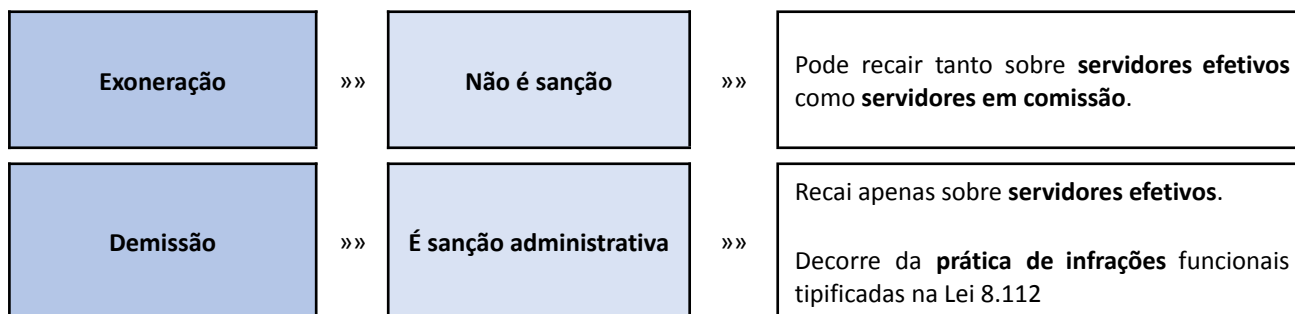 Exoneração »» Não é sanção »» Pode recair tanto sobre servidores efetivos
como servidores em comissão.
Demissão »» É sanção administrativa »» Recai apenas sobre servidores efetivos.
Decorre da prática de infrações funcionais
tipificadas na Lei 8.112